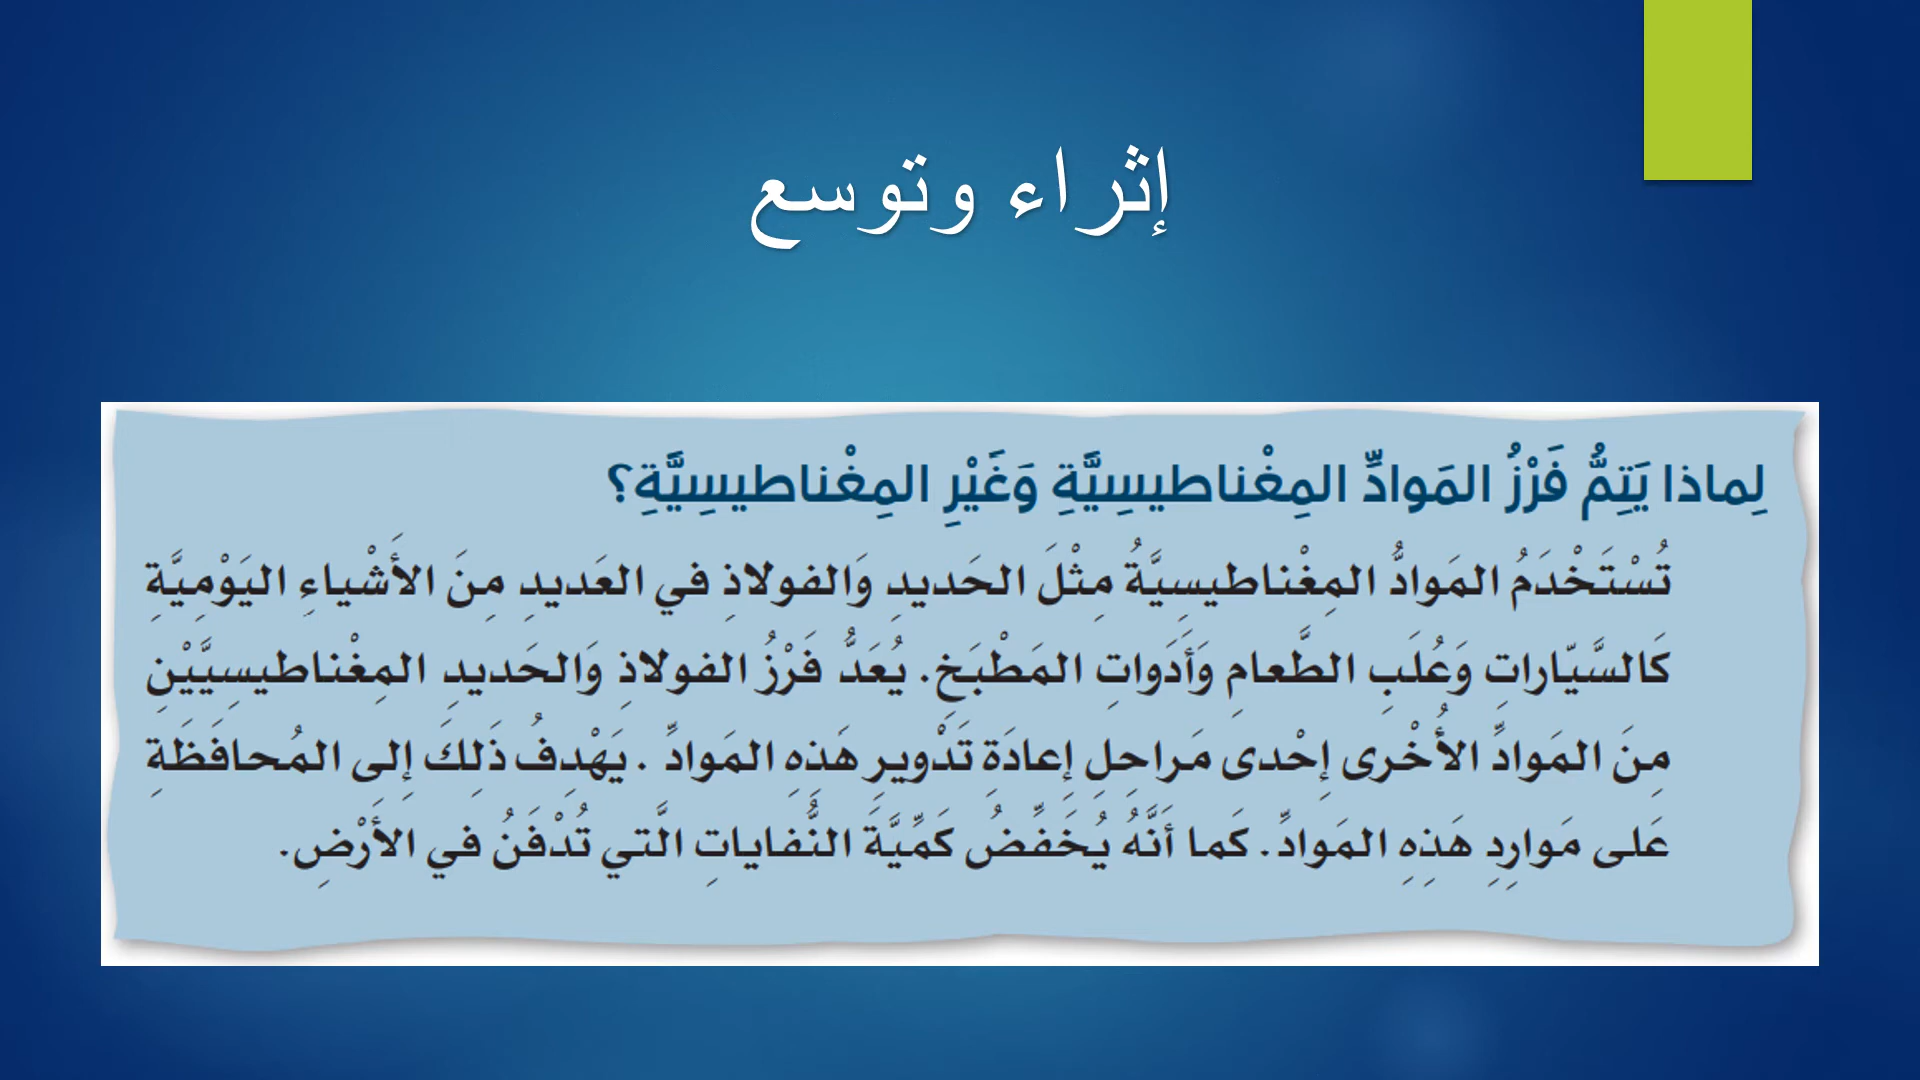 إثراء وتوسع
لِماذا يَتِمُّ فَرْزُ المَوادِّ المِغْناطيسِيَّةِ وَغَيْرِ المِغْناطيسِيَّةِ؟
تُسْتَخْدَمُ المَوادُّ المِغْناطيسِيَّةُ مِثْلَ الحَديدِ وَالفولاذِ في العَديدِ مِنَ الأَشْياءِ اليَوْمِيَّةِ
كَالسَّيّاراتِ وَعُلَبِ الطَّعامِ وَأَدَواتِ المَطْبَخِ. يُعَدُّ فَرْزُ الفولاذِ وَالحَديدِ المِغْناطيسِيَّيْنِ
مِنَ المَوادِّ الأُخْرى إِحْدى مَراحِلِ إِعادَةِ تَدْويرِ هَذِهِ المَوادِّ . يَهْدِفُ ذَلِكَ إِلى المُحافَظَةِ
عَلى مَوارِدِ هَذِهِ المَوادِّ. كَما أَنَّهُ يُخَفِّضُ كَمِّيَّةَ النُّفاياتِ الَّتي تُدْفَنُ في الأَرْضِ.